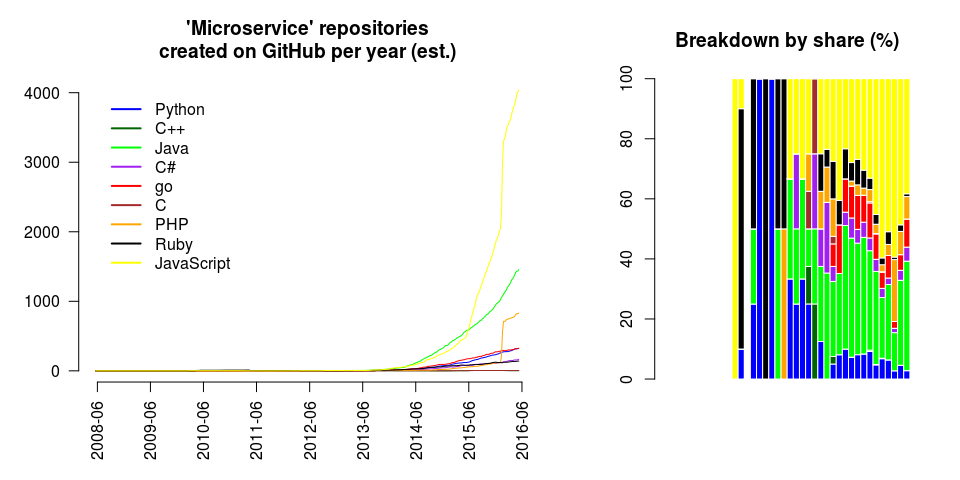 'Microservice' repositories
created on GitHub per year (est.)
4000
3000
2000
1000
0
Python
C++
Java
C#
go
C
PHP
Ruby
JavaScript
2008-06
2009-06
2010-06
2011-06
2012-06
2013-06
2014-06
2015-06
2016-06
Breakdown by share (%)
100
80
60
40
20
0